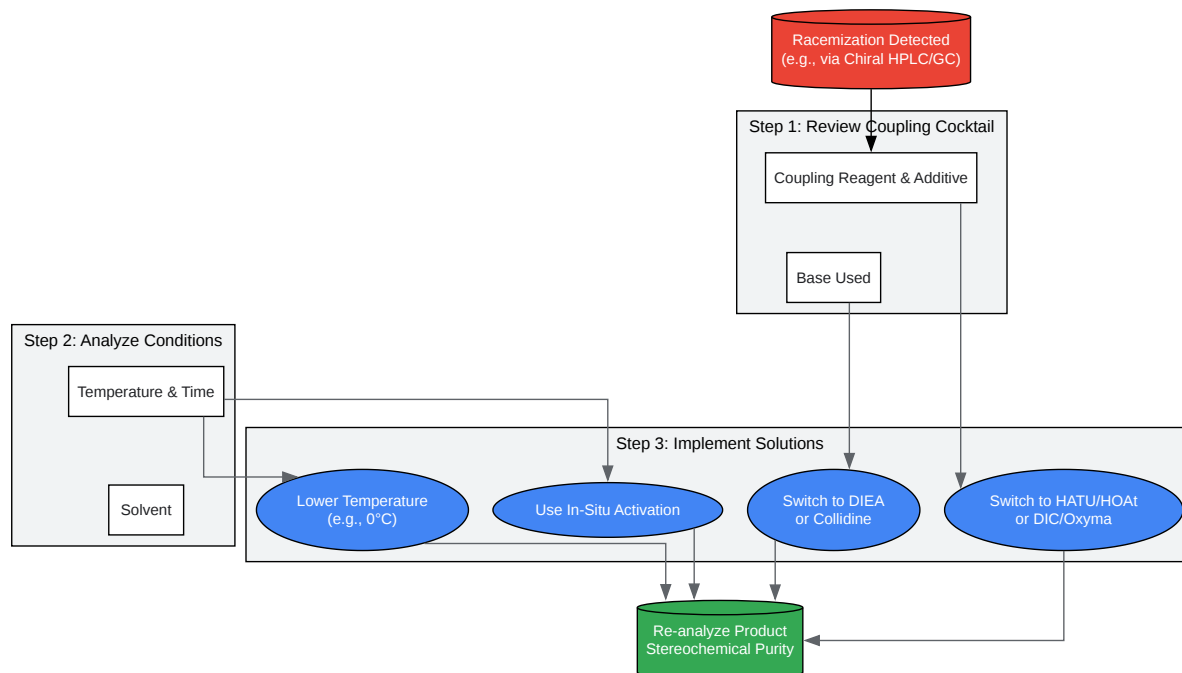 Racemization Detected
(e.g., via Chiral HPLC/GC)
Step 1: Review Coupling Cocktail
Coupling Reagent & Additive
Base Used
Step 2: Analyze Conditions
Temperature & Time
Solvent
Step 3: Implement Solutions
Lower Temperature
(e.g., 0°C)
Use In-Situ Activation
Switch to DIEA
or Collidine
Switch to HATU/HOAt
or DIC/Oxyma
Re-analyze Product
Stereochemical Purity